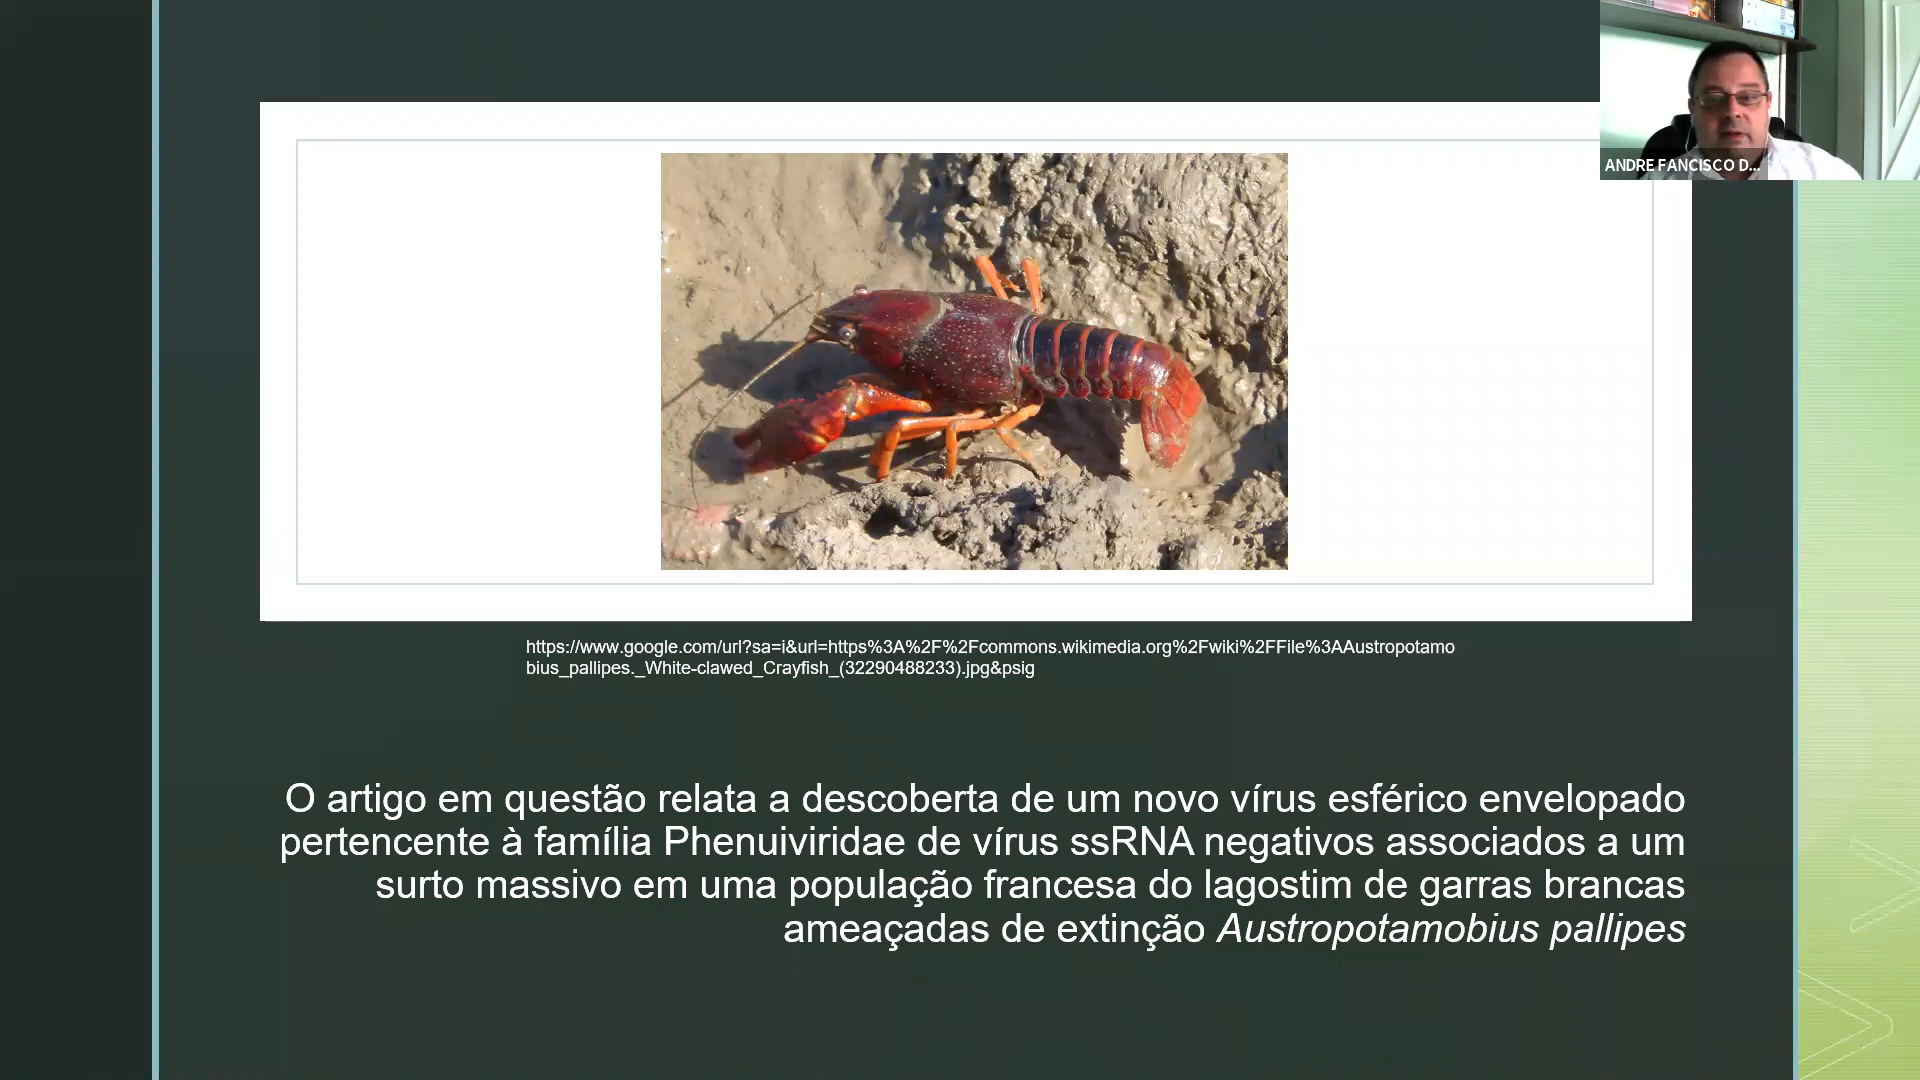 ANDRE FANCISCO D...
https://www.google.com/url?sa=i&url=https%3A%2F%2Fcommons.wikimedia.org%2Fwiki%2FFile%3AAustropotamo
bius_pallipes._White-clawed_Crayfish_(32290488233).jpg&psig
O artigo em questão relata a descoberta de um novo vírus esférico envelopado
pertencente à família Phenuiviridae de vírus ssRNA negativos associados a um
surto massivo em uma população francesa do lagostim de garras brancas
ameaçadas de extinção Austropotamobius pallipes